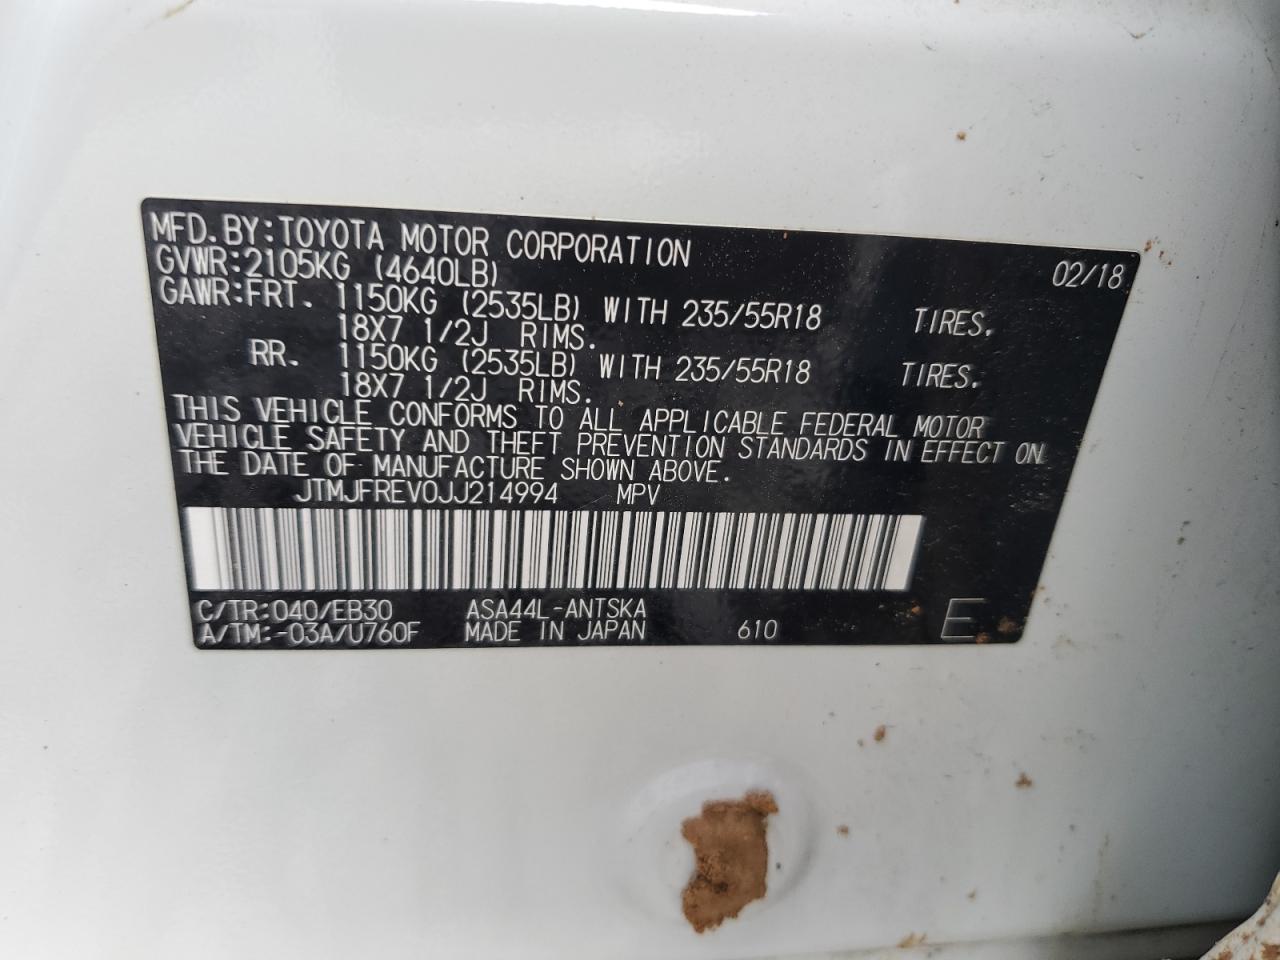 MFD.BY:TOYOTA MOTOR CORPORATION 02/18
GVWR:2105KG (4640LB)
GAWR:FRT. 1150KG (2535LB) WITH 235/55R18 TIRES.
18X7 1/2J RIMS.
RR. 1150KG (2535LB) WITH 235/55R18 TIRES.
18X7 1/2J RIMS.
THIS VEHICLE CONFORMS TO ALL APPLICABLE FEDERAL MOTOR
VEHICLE SAFETY AND THEFT PREVENTION STANDARDS IN EFFECT ON
THE DATE OF MANUFACTURE SHOWN ABOVE.
JTMJFREV0JJ214994 MPV
C/TR:040/EB30 ASA44L-ANTSKA
A/TM:-03A/U760F MADE IN JAPAN 610 E